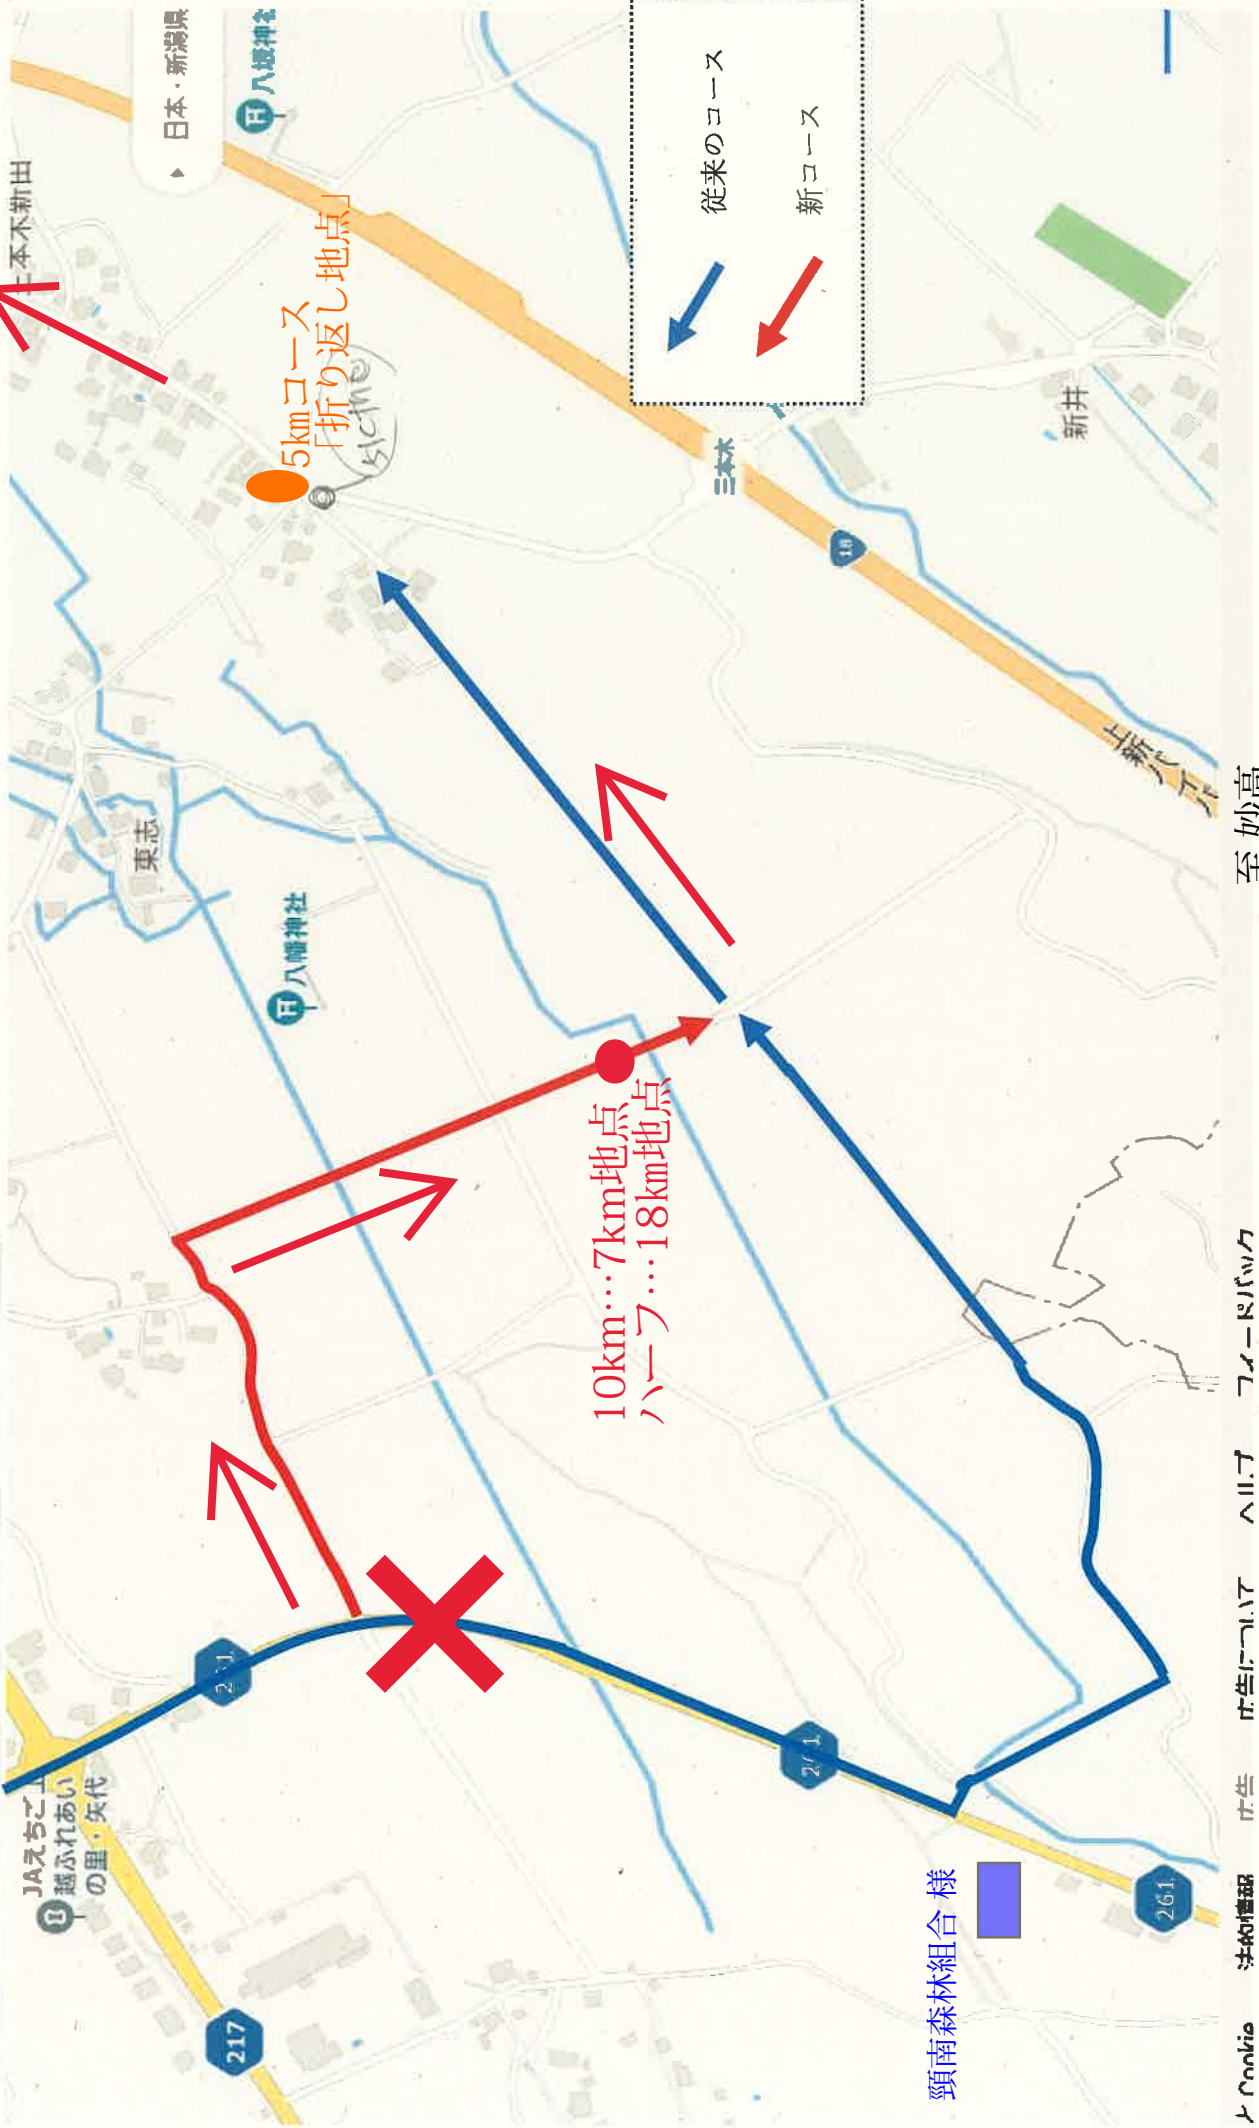 日本・新潟県
八坂神社
二本木新田
5kmコース
「折り返し地点」
従来のコース
新コース
三本木
新井
18
上新バイパ
至 妙高
東志
八幡神社
10km…7km地点
ハーフ…18km地点
JAえちご上
越ふれあい
の里・矢代
217
261
頸南森林組合 様
と Cookie
法的情報
広告
広告について
ヘルプ
フィードバック